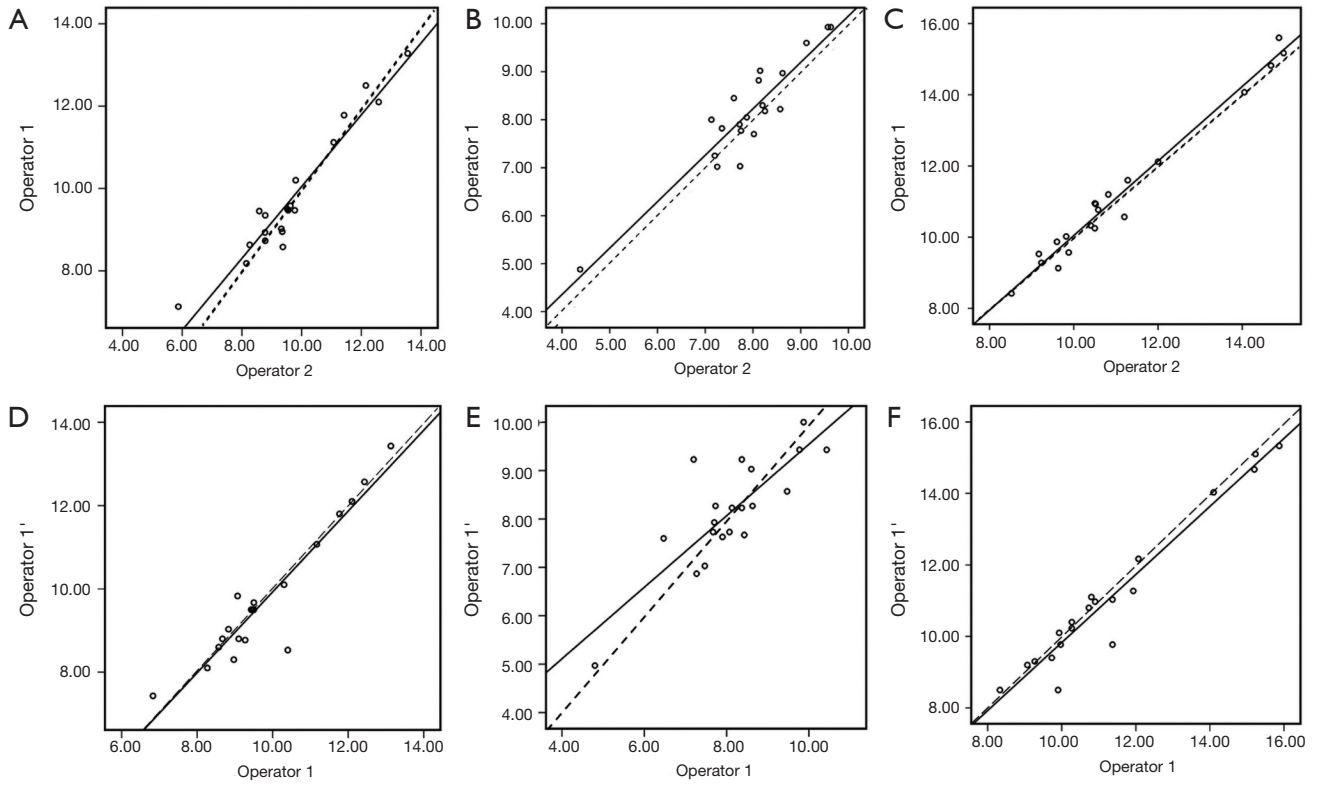 A
14.00
12.00
10.00
8.00
Operator 1
4.00 6.00 8.00 10.00 12.00 14.00
Operator 2
B
10.00
9.00
8.00
7.00
6.00
5.00
4.00
Operator 1
4.00 5.00 6.00 7.00 8.00 9.00 10.00
Operator 2
C
16.00
14.00
12.00
10.00
8.00
Operator 1
8.00 10.00 12.00 14.00
Operator 2
D
14.00
12.00
10.00
8.00
Operator 1'
6.00 8.00 10.00 12.00 14.00
Operator 1
E
10.00
9.00
8.00
7.00
6.00
5.00
4.00
Operator 1'
4.00 6.00 8.00 10.00
Operator 1
F
16.00
14.00
12.00
10.00
8.00
Operator 1'
8.00 10.00 12.00 14.00 16.00
Operator 1